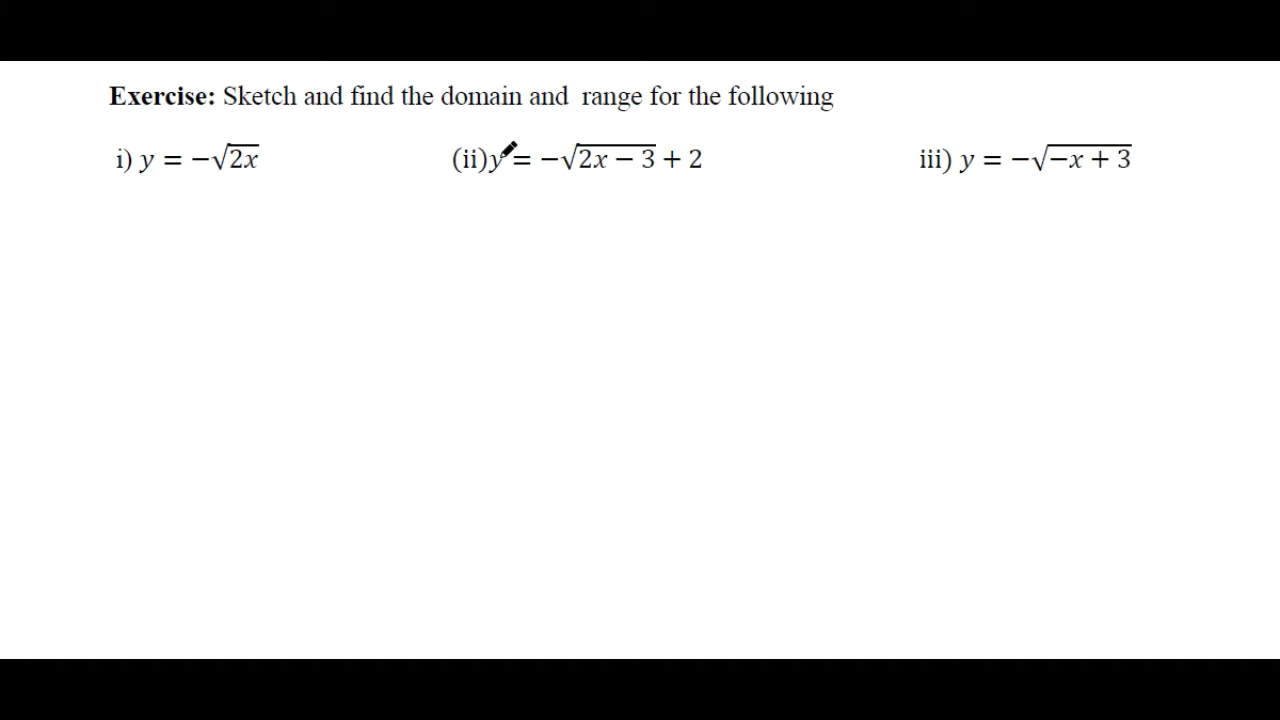 Exercise: Sketch and find the domain and range for the following
i) y = −√2x (ii)y = −√2x − 3 + 2 iii) y = −√−x + 3